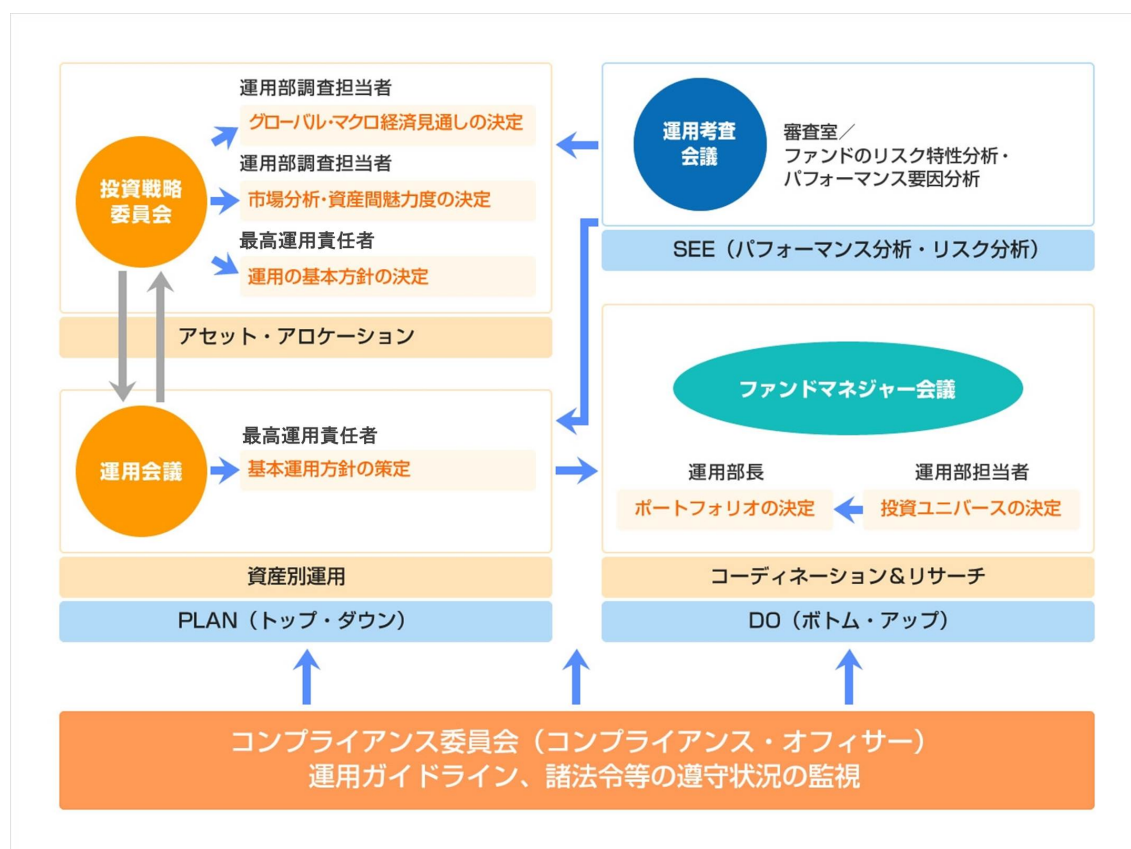 投資戦略
委員会
運用部調査担当者
グローバル・マクロ経済見通しの決定
運用部調査担当者
市場分析・資産間魅力度の決定
最高運用責任者
運用の基本方針の決定
アセット・アロケーション
運用会議
最高運用責任者
基本運用方針の策定
資産別運用
PLAN（トップ・ダウン）
運用考査
会議
審査室／
ファンドのリスク特性分析・
パフォーマンス要因分析
SEE（パフォーマンス分析・リスク分析）
ファンドマネジャー会議
運用部長
ポートフォリオの決定
運用部担当者
投資ユニバースの決定
コーディネーション＆リサーチ
DO（ボトム・アップ）
コンプライアンス委員会（コンプライアンス・オフィサー）
運用ガイドライン、諸法令等の遵守状況の監視